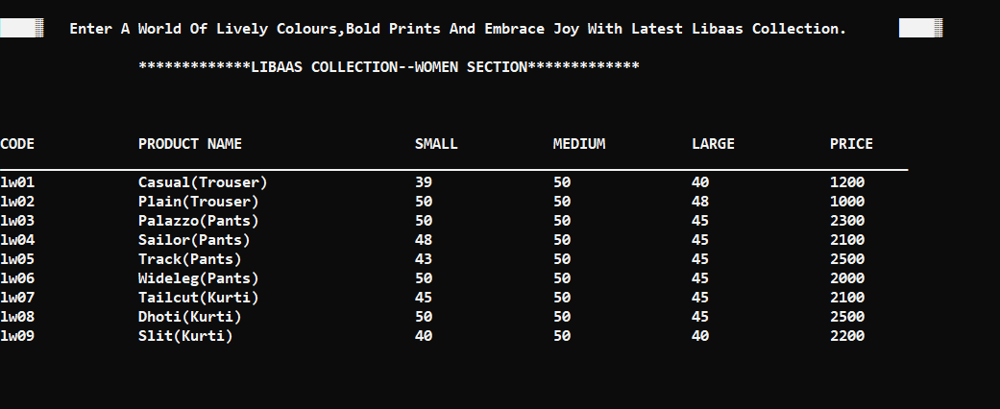 Enter A World Of Lively Colours,Bold Prints And Embrace Joy With Latest Libaas Collection.
*************LIBAAS COLLECTION--WOMEN SECTION*************
CODE PRODUCT NAME SMALL MEDIUM LARGE PRICE
lw01 Casual(Trouser) 39 50 40 1200
lw02 Plain(Trouser) 50 50 48 1000
lw03 Palazzo(Pants) 50 50 45 2300
lw04 Sailor(Pants) 48 50 45 2100
lw05 Track(Pants) 43 50 45 2500
lw06 Wideleg(Pants) 50 50 45 2000
lw07 Tailcut(Kurti) 45 50 45 2100
lw08 Dhoti(Kurti) 50 50 45 2500
lw09 Slit(Kurti) 40 50 40 2200